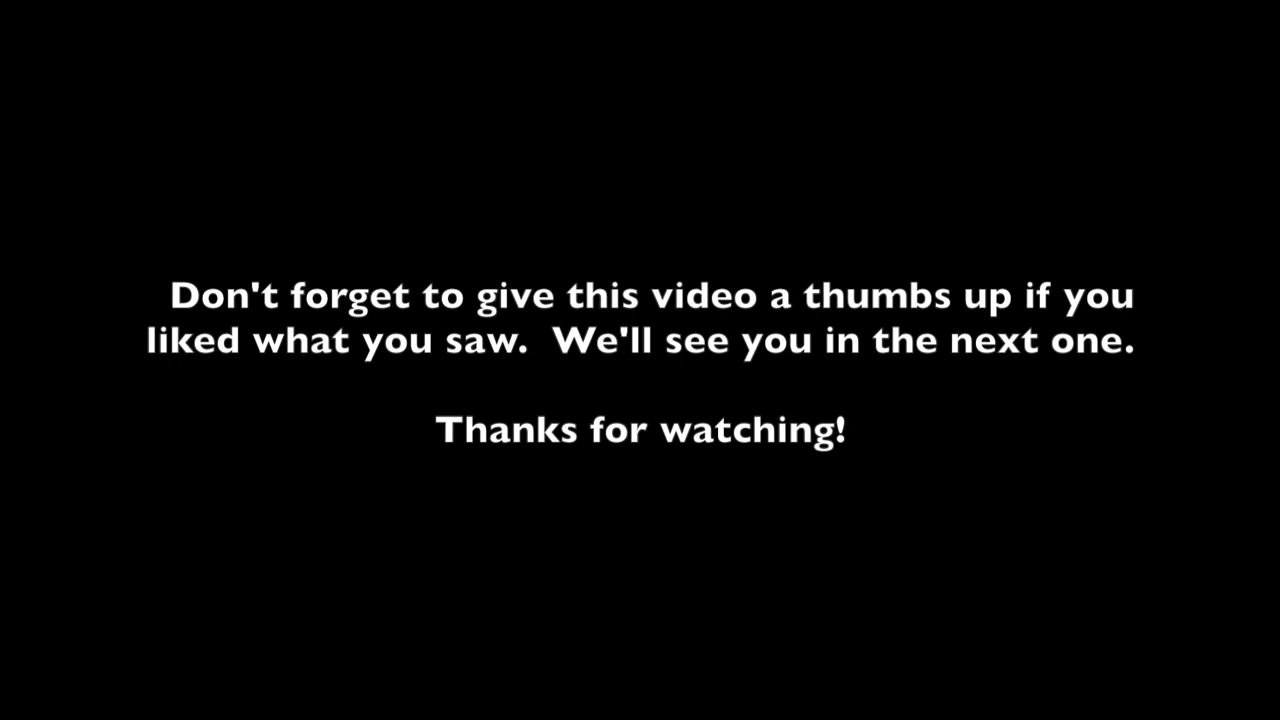 Don't forget to give this video a thumbs up if you
liked what you saw.  We'll see you in the next one.
Thanks for watching!